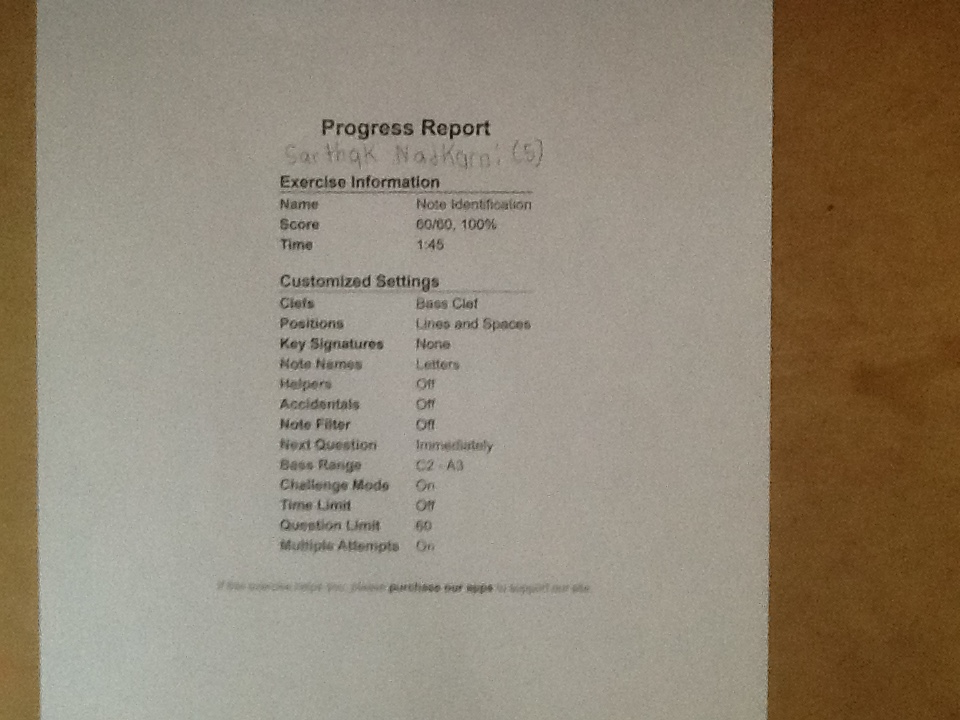 Progress Report
Sarthak Nadkarni (5)
Exercise Information
Name Note Identification
Score 60/60, 100%
Time 1:45
Customized Settings
Clefs Bass Clef
Positions Lines and Spaces
Key Signatures None
Note Names Letters
Helpers Off
Accidentals Off
Note Filter Off
Next Question Immediately
Bass Range C2 - A3
Challenge Mode On
Time Limit Off
Question Limit 60
Multiple Attempts On
If this exercise helps you, please purchase our apps to support our site.